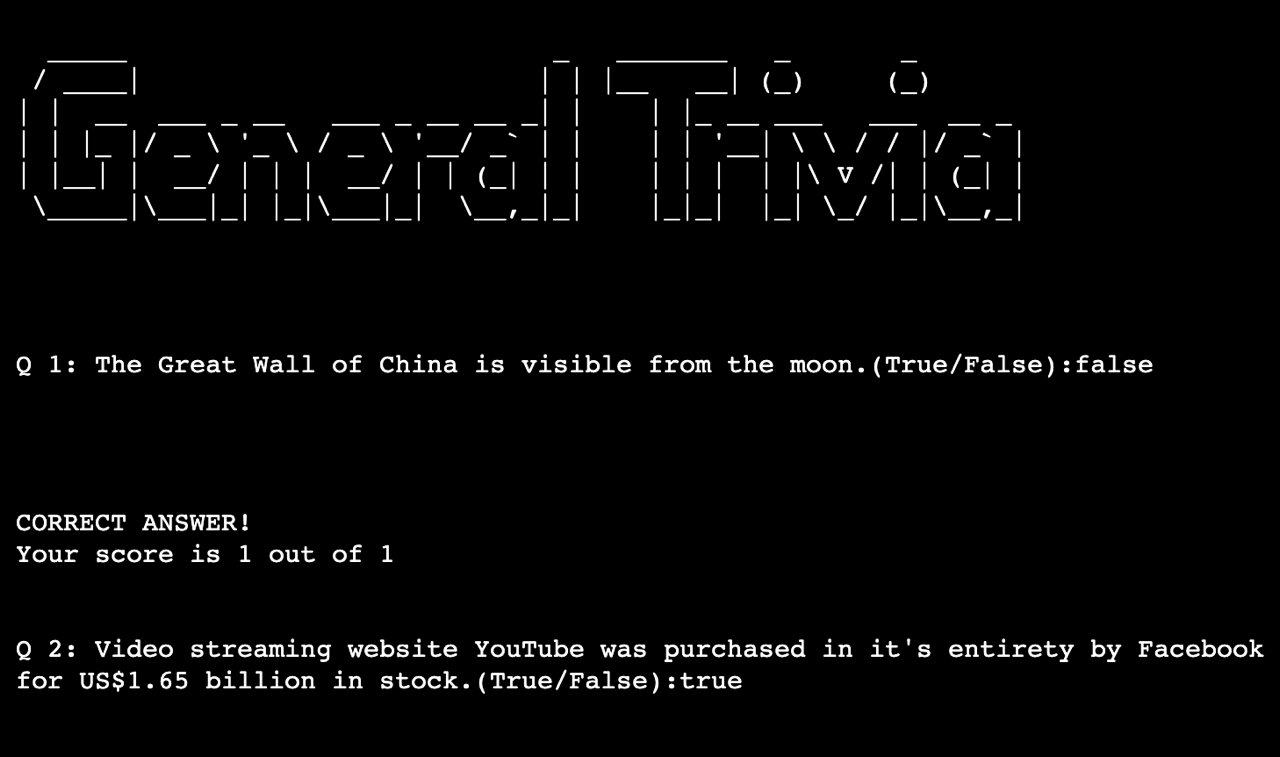 General Trivia
Q 1: The Great Wall of China is visible from the moon.(True/False):false
CORRECT ANSWER!
Your score is 1 out of 1
Q 2: Video streaming website YouTube was purchased in it's entirety by Facebook
for US$1.65 billion in stock.(True/False):true